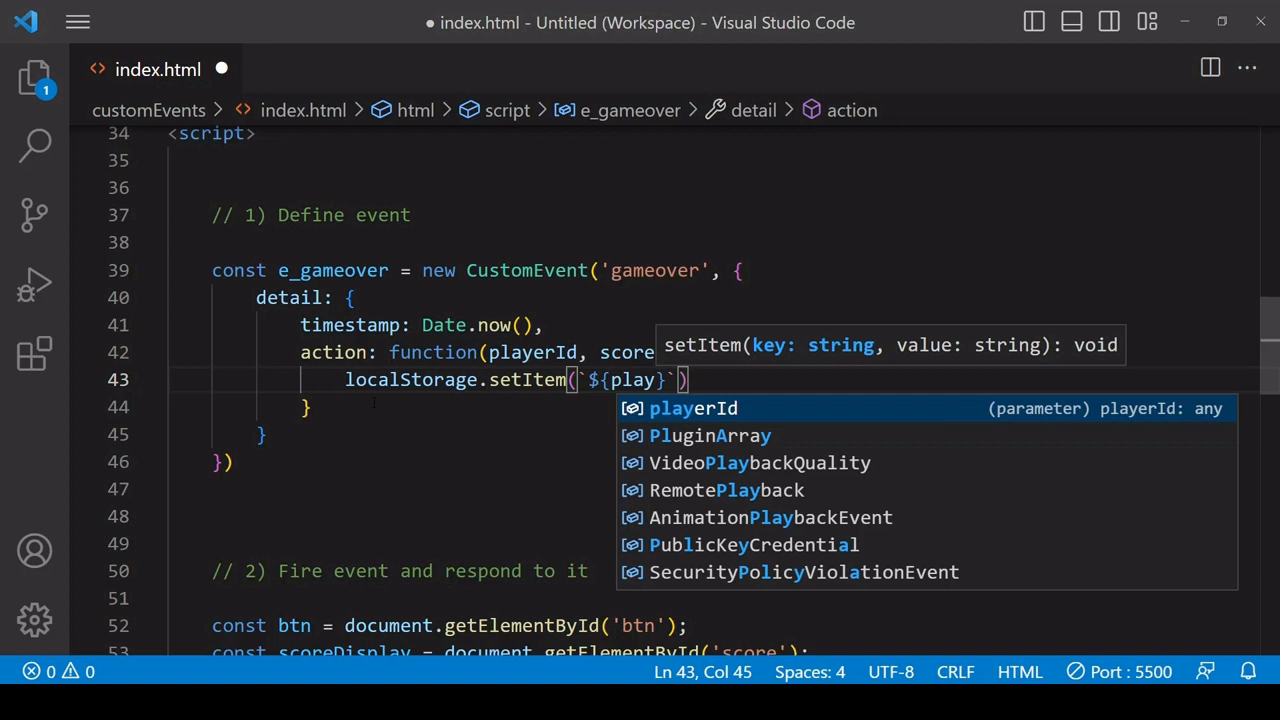 ● index.html - Untitled (Workspace) - Visual Studio Code
index.html
customEvents > index.html > html > script > e_gameover > detail > action
1
34 <script>
35
36
37 // 1) Define event
38
39 const e_gameover = new CustomEvent('gameover', {
40 detail: {
41 timestamp: Date.now(),
42 action: function(playerId, score
setItem(key: string, value: string): void
43 localStorage.setItem(`${play}`)
44 }
45 }
46 })
47
48
49
50 // 2) Fire event and respond to it
51
52 const btn = document.getElementById('btn');
53 const scoreDisplay = document.getElementById('score');
playerId (parameter) playerId: any
PluginArray
VideoPlaybackQuality
RemotePlayback
AnimationPlaybackEvent
PublicKeyCredential
SecurityPolicyViolationEvent
0 0 Ln 43, Col 45 Spaces: 4 UTF-8 CRLF HTML Port : 5500